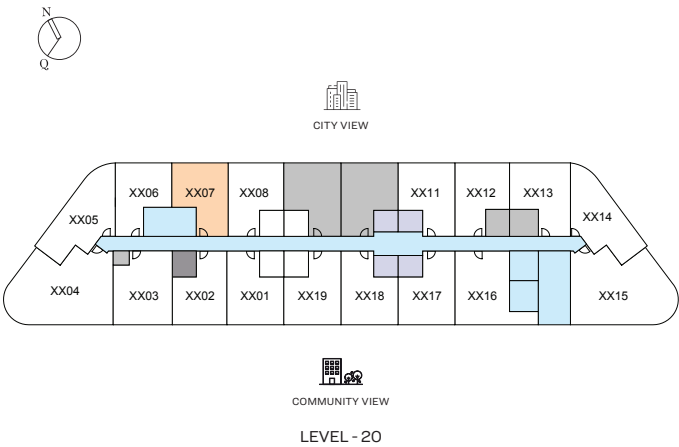 N
Q
CITY VIEW
XX06 XX07 XX08 XX11 XX12 XX13
XX05 XX14
XX04 XX03 XX02 XX01 XX19 XX18 XX17 XX16 XX15
COMMUNITY VIEW
LEVEL - 20